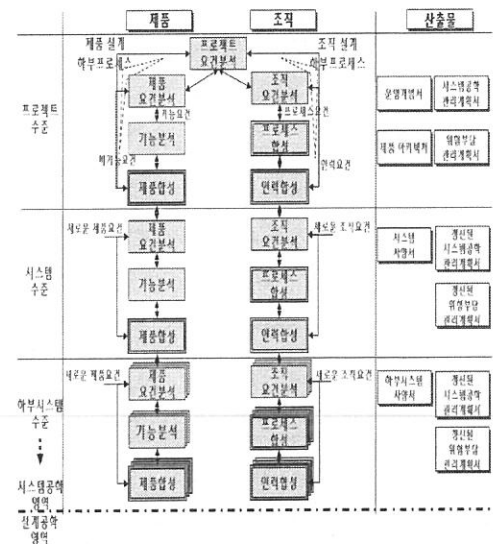 제품
조직
산출물
제품 설계
하부프로세스
프로젝트
요건분석
조직 설계
하부프로세스
제품
요건분석
조직
요건분석
기능요건
프로세스요건
프로젝트
수준
기능분석
프로세스
합성
비기능요건
인력요건
제품합성
인력합성
운영개념서
시스템공학
관리계획서
제품 아키텍처
위험부담
관리계획서
새로운 제품요건
제품
요건분석
조직
요건분석
새로운 조직요건
시스템
수준
기능분석
프로세스
합성
제품합성
인력합성
시스템
사양서
갱신된
시스템공학
관리계획서
갱신된
위험부담
관리계획서
새로운 제품요건
제품
요건분석
조직
요건분석
새로운 조직요건
하부시스템
수준
기능분석
프로세스
합성
제품합성
인력합성
하부시스템
사양서
갱신된
시스템공학
관리계획서
갱신된
위험부담
관리계획서
시스템공학
영역
설계공학
영역